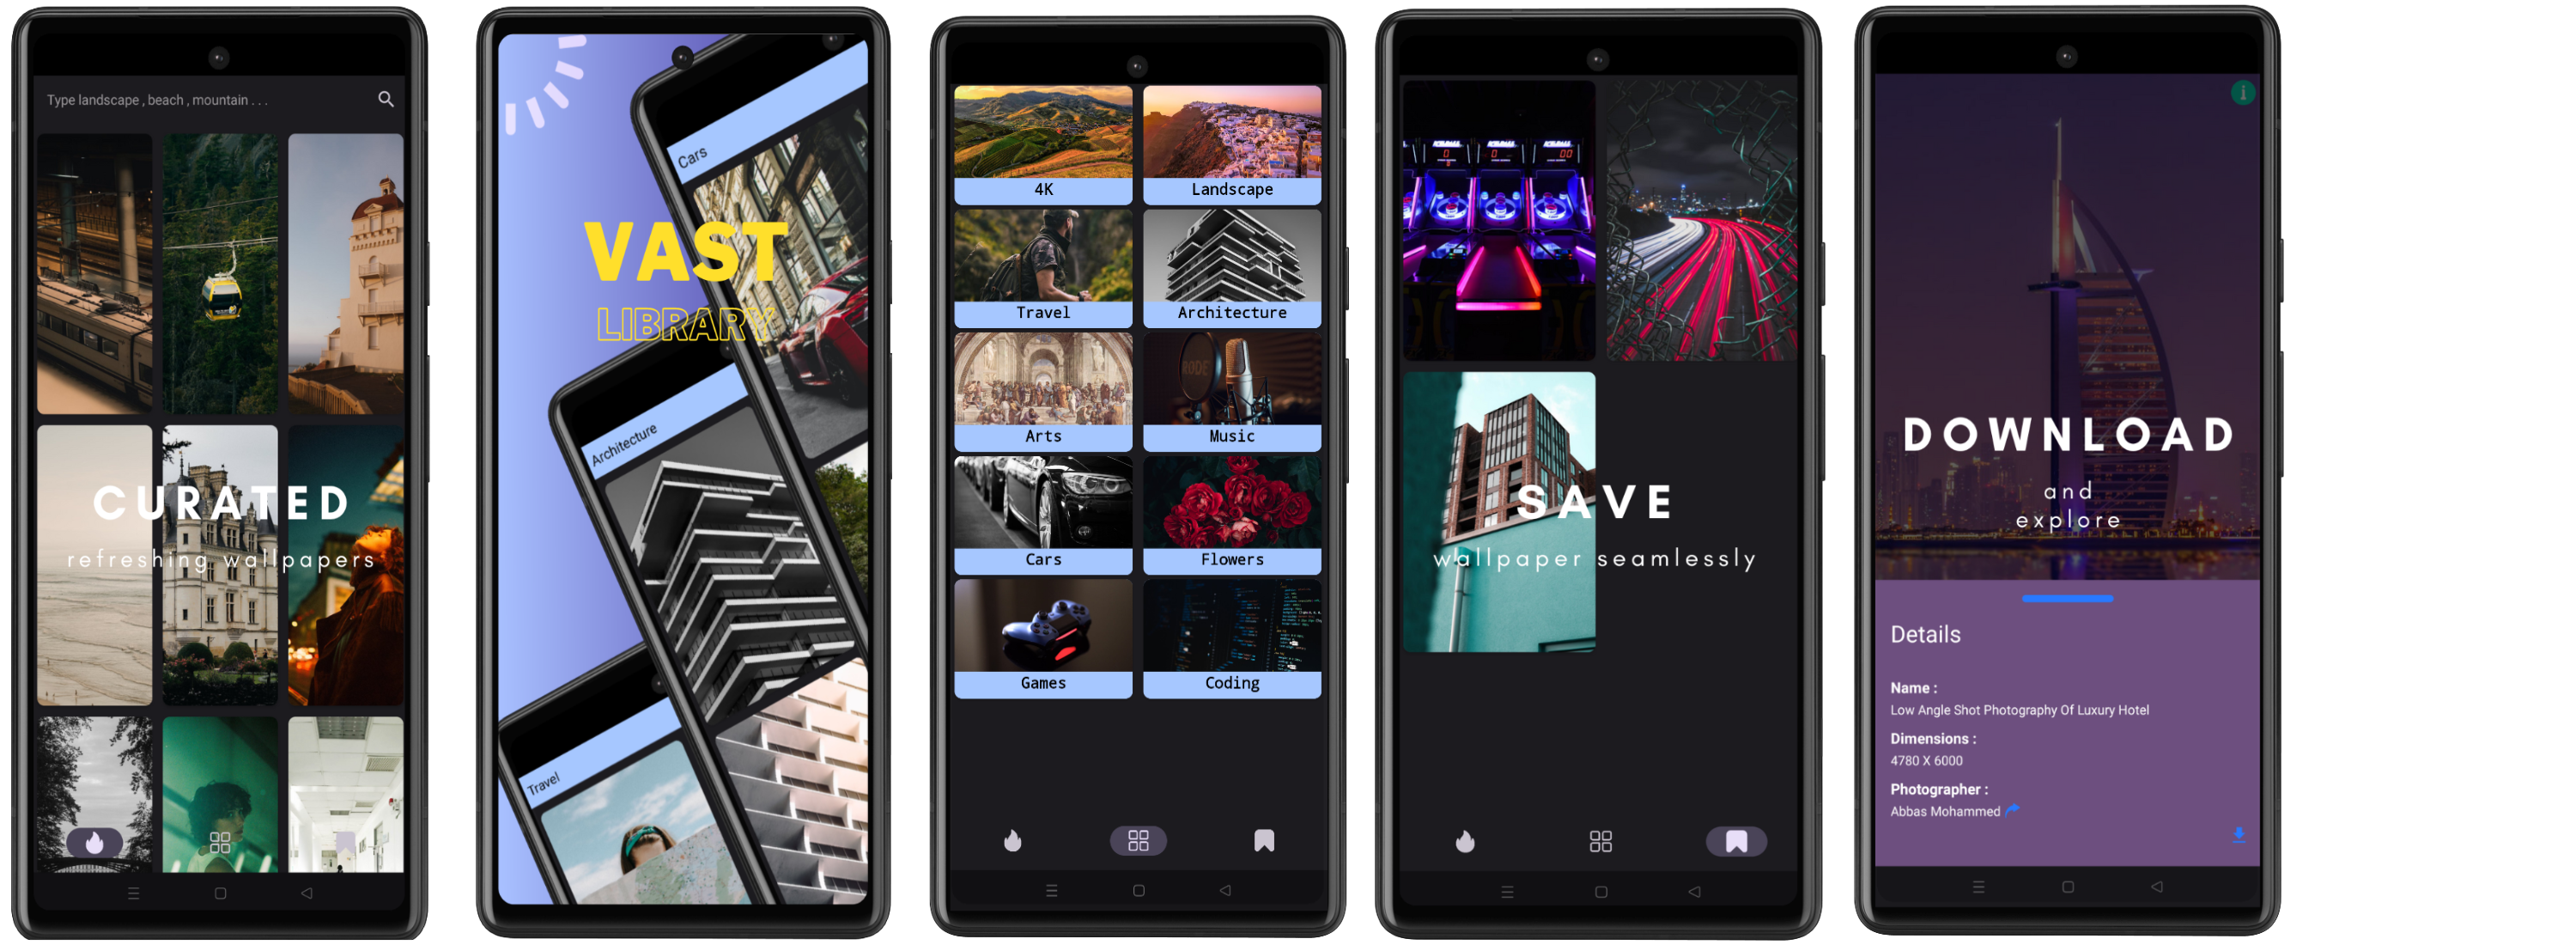 Type landscape , beach , mountain . . .
CURATED
refreshing wallpapers
Cars
VAST
LIBRARY
Architecture
Travel
4K
Landscape
Travel
Architecture
RODE
Arts
Music
Cars
Flowers
Games
Coding
SAVE
wallpaper seamlessly
DOWNLOAD
and
explore
Details
Name :
Low Angle Shot Photography Of Luxury Hotel
Dimensions :
4780 X 6000
Photographer :
Abbas Mohammed